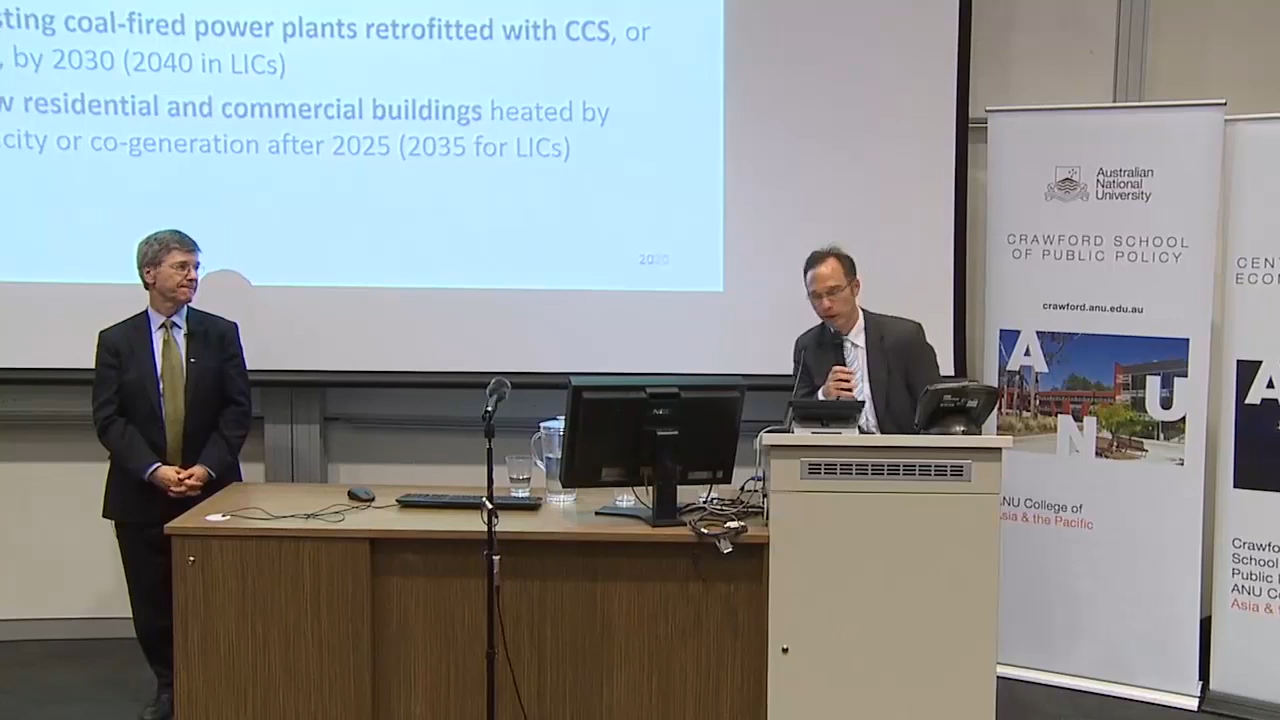 sting coal-fired power plants retrofitted with CCS, or
, by 2030 (2040 in LICs)
w residential and commercial buildings heated by
city or co-generation after 2025 (2035 for LICs)
Australian
National
University
CRAWFORD SCHOOL
OF PUBLIC POLICY
crawford.anu.edu.au
A
N
U
ANU College of
Asia & the Pacific
CENT
ECON
A
Crawfo
School
Public
ANU Co
Asia &
NEC